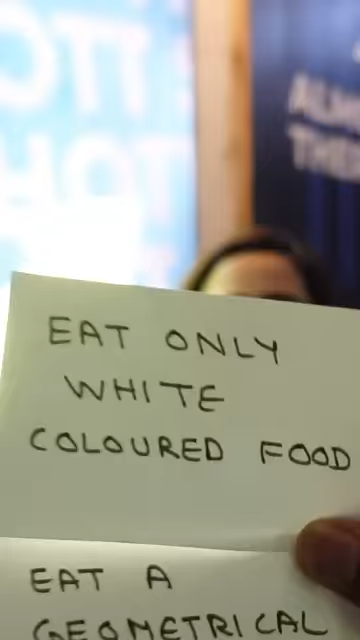 EAT ONLY
WHITE
COLOURED FOOD
EAT A
GEOMETRICAL